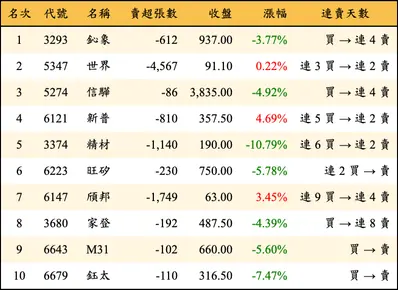 名次 代號 名稱 賣超張數 收盤 漲幅 連賣天數
1 3293 鈊象 -612 937.00 -3.77% 買 → 連 4 賣
2 5347 世界 -4,567 91.10 0.22% 連 3 買 → 連 2 賣
3 5274 信驊 -86 3,835.00 -4.92% 買 → 連 4 賣
4 6121 新普 -810 357.50 4.69% 連 5 買 → 連 2 賣
5 3374 精材 -1,140 190.00 -10.79% 連 6 買 → 連 2 賣
6 6223 旺矽 -230 750.00 -5.78% 連 2 買 → 賣
7 6147 頎邦 -1,749 63.00 3.45% 連 9 買 → 連 4 賣
8 3680 家登 -192 487.50 -4.39% 買 → 連 8 賣
9 6643 M31 -102 660.00 -5.60% 買 → 賣
10 6679 鈺太 -110 316.50 -7.47% 買 → 賣